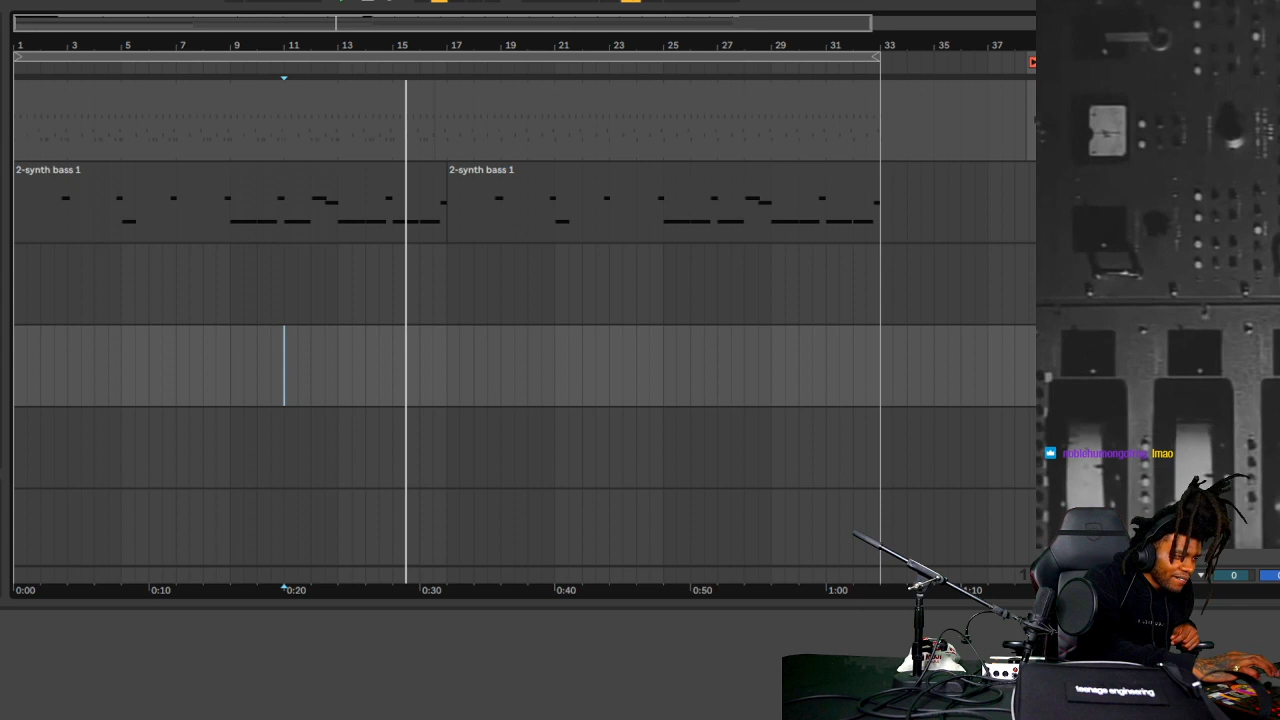 1 3 5 7 9 11 13 15 17 19 21 23 25 27 29 31 33 35 37
2-synth bass 1 2-synth bass 1
lmao
0
0:00 0:10 0:20 0:30 0:40 0:50 1:00 1:10
teenage engineering